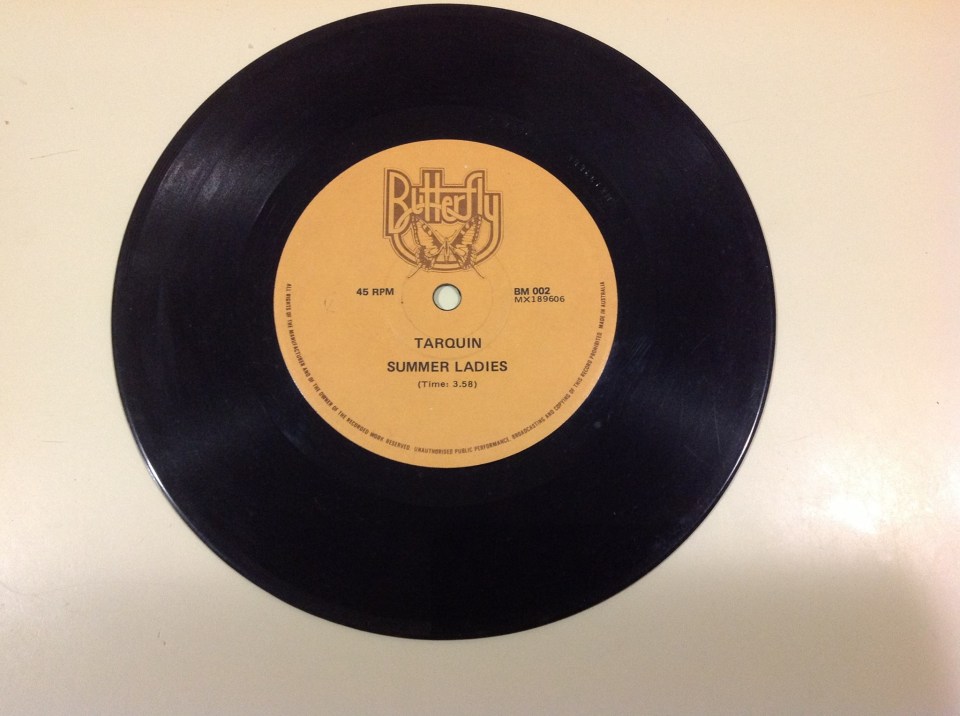 Butterfly
45 RPM
BM 002
MX189606
TARQUIN
SUMMER LADIES
(Time: 3.58)
ALL RIGHTS OF THE MANUFACTURER AND OF THE OWNER OF THE RECORDED WORK RESERVED. UNAUTHORISED PUBLIC PERFORMANCE, BROADCASTING AND COPYING OF THIS RECORD PROHIBITED. MADE IN AUSTRALIA